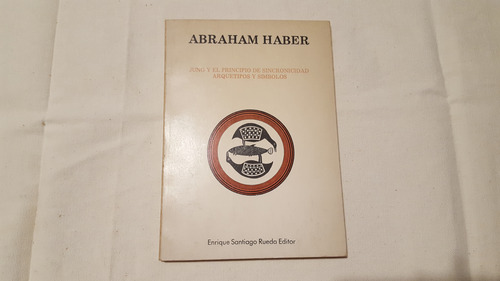 ABRAHAM HABER
JUNG Y EL PRINCIPIO DE SINCRONICIDAD
ARQUETIPOS Y SIMBOLOS
Enrique Santiago Rueda Editor